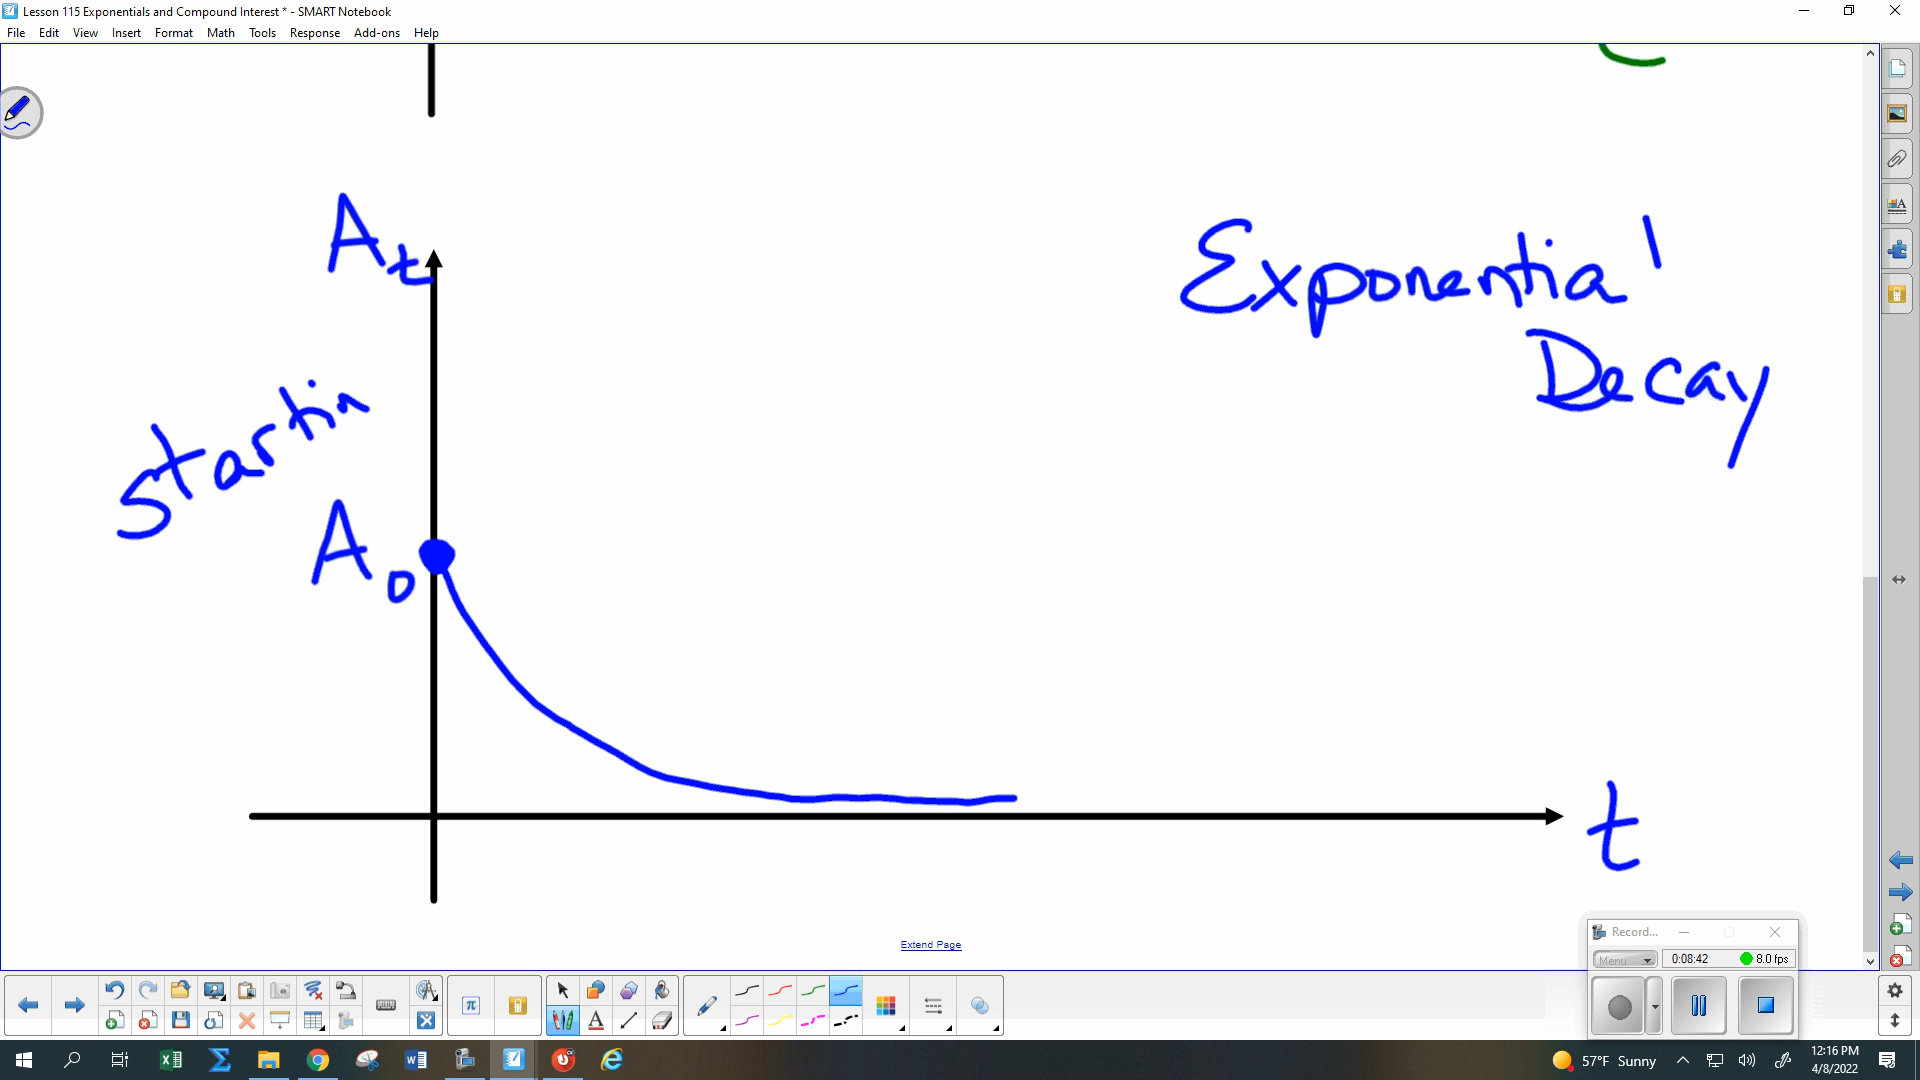 Lesson 115 Exponentials and Compound Interest * - SMART Notebook
File Edit View Insert Format Math Tools Response Add-ons Help
A t
Exponential
Decay
Startin
A 0
t
Extend Page
Record...
Menu 0:08:42 8.0 fps
57°F Sunny
12:16 PM
4/8/2022